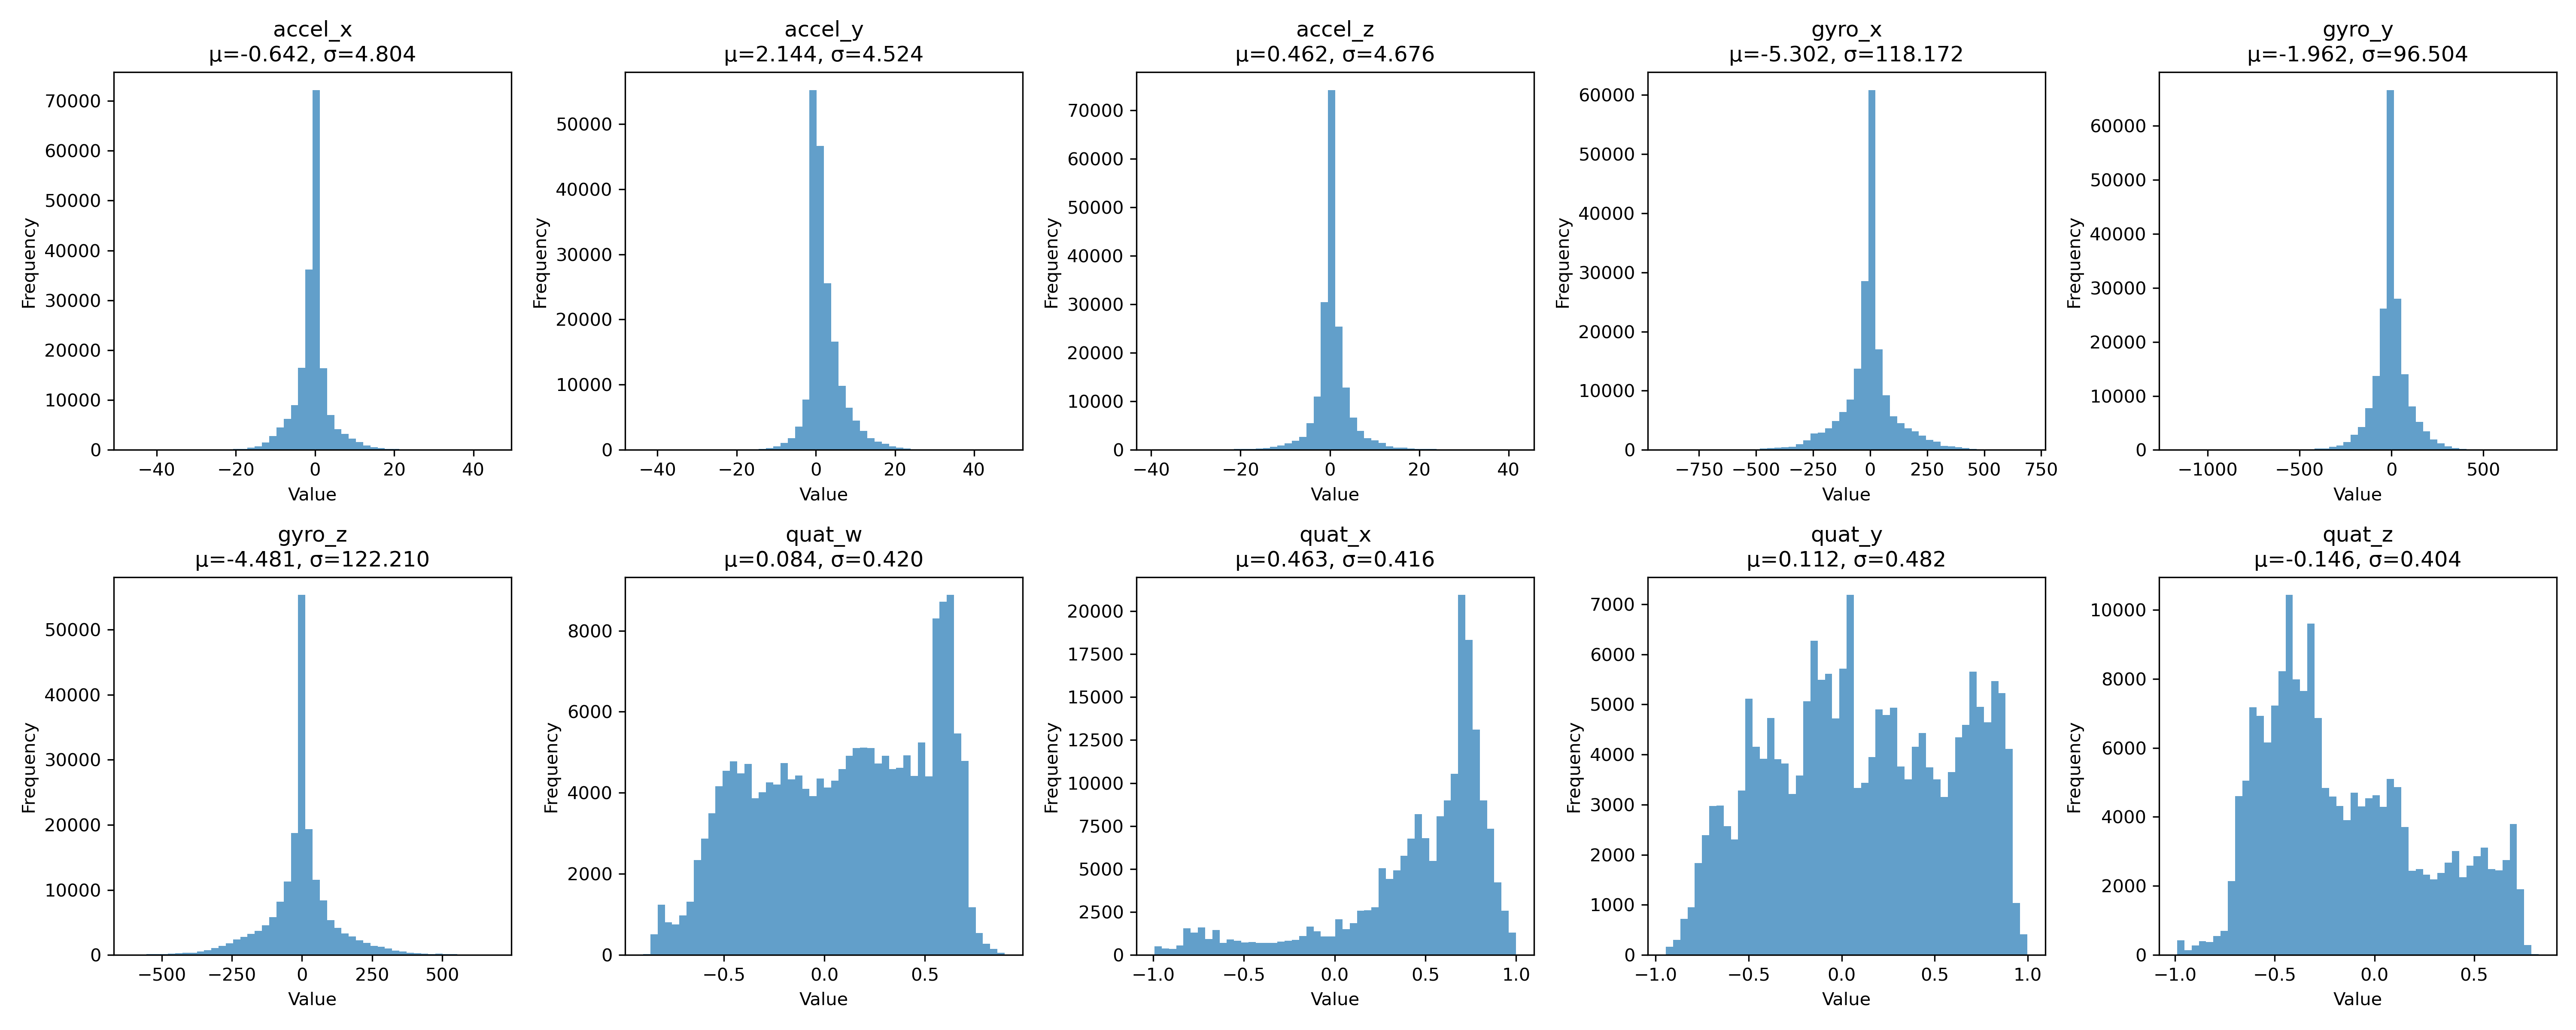 accel_x
μ=-0.642, σ=4.804
accel_y
μ=2.144, σ=4.524
accel_z
μ=0.462, σ=4.676
gyro_x
μ=-5.302, σ=118.172
gyro_y
μ=-1.962, σ=96.504
Frequency
70000
60000
50000
40000
30000
20000
10000
0
−40 −20 0 20 40
Value
Frequency
50000
40000
30000
20000
10000
0
−40 −20 0 20 40
Value
Frequency
70000
60000
50000
40000
30000
20000
10000
0
−40 −20 0 20 40
Value
Frequency
60000
50000
40000
30000
20000
10000
0
−750 −500 −250 0 250 500 750
Value
Frequency
60000
50000
40000
30000
20000
10000
0
−1000 −500 0 500
Value
gyro_z
μ=-4.481, σ=122.210
quat_w
μ=0.084, σ=0.420
quat_x
μ=0.463, σ=0.416
quat_y
μ=0.112, σ=0.482
quat_z
μ=-0.146, σ=0.404
Frequency
50000
40000
30000
20000
10000
0
−500 −250 0 250 500
Value
Frequency
8000
6000
4000
2000
0
−0.5 0.0 0.5
Value
Frequency
20000
17500
15000
12500
10000
7500
5000
2500
0
−1.0 −0.5 0.0 0.5 1.0
Value
Frequency
7000
6000
5000
4000
3000
2000
1000
0
−1.0 −0.5 0.0 0.5 1.0
Value
Frequency
10000
8000
6000
4000
2000
0
−1.0 −0.5 0.0 0.5
Value